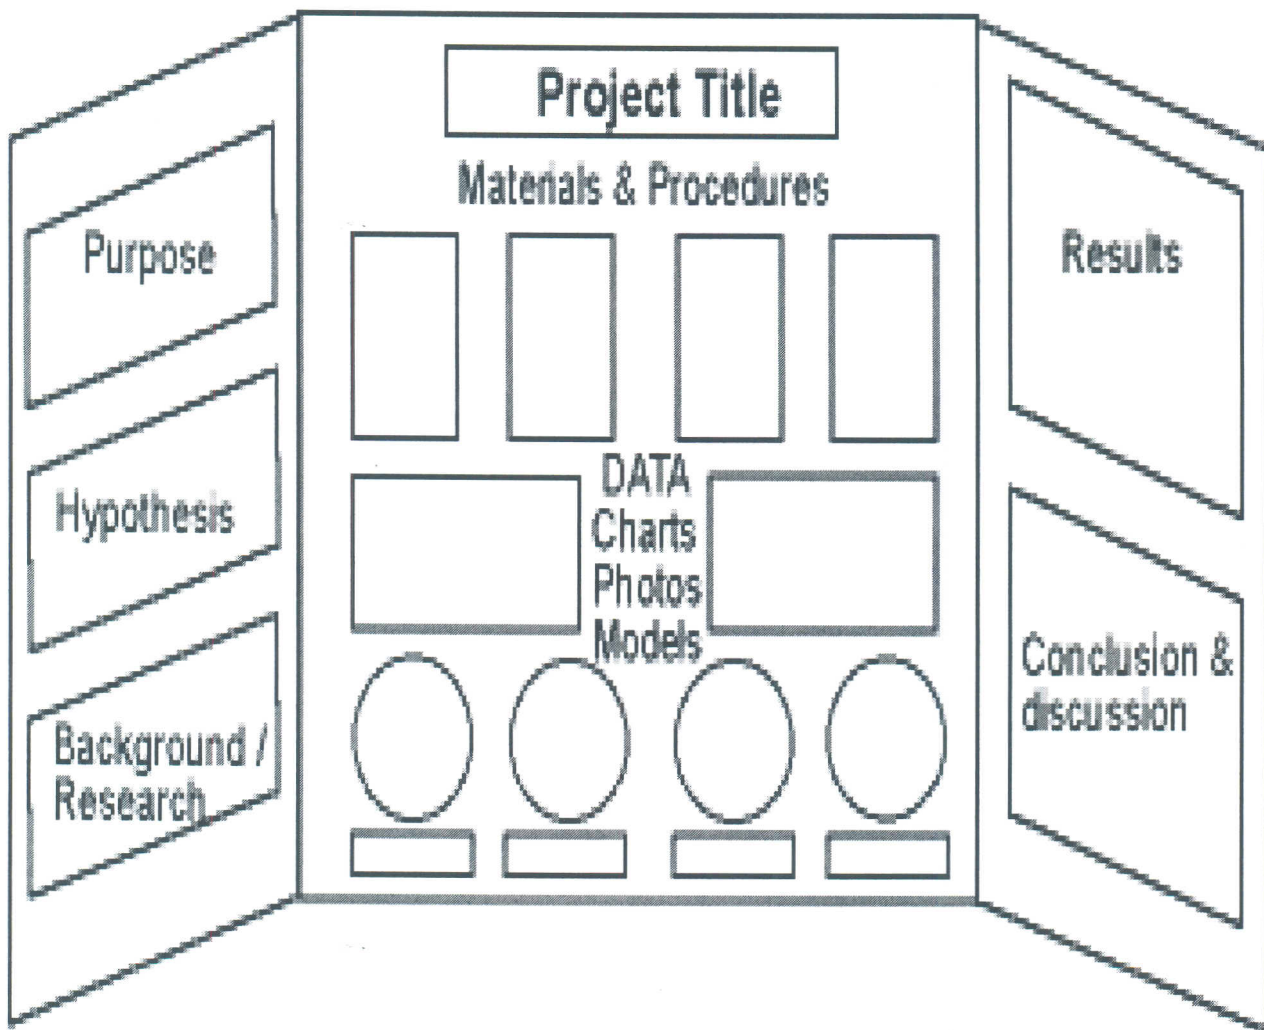 Project Title
Materials & Procedures
Purpose
Hypothesis
Background /
Research
DATA
Charts
Photos
Models
Results
Conclusion &
discussion